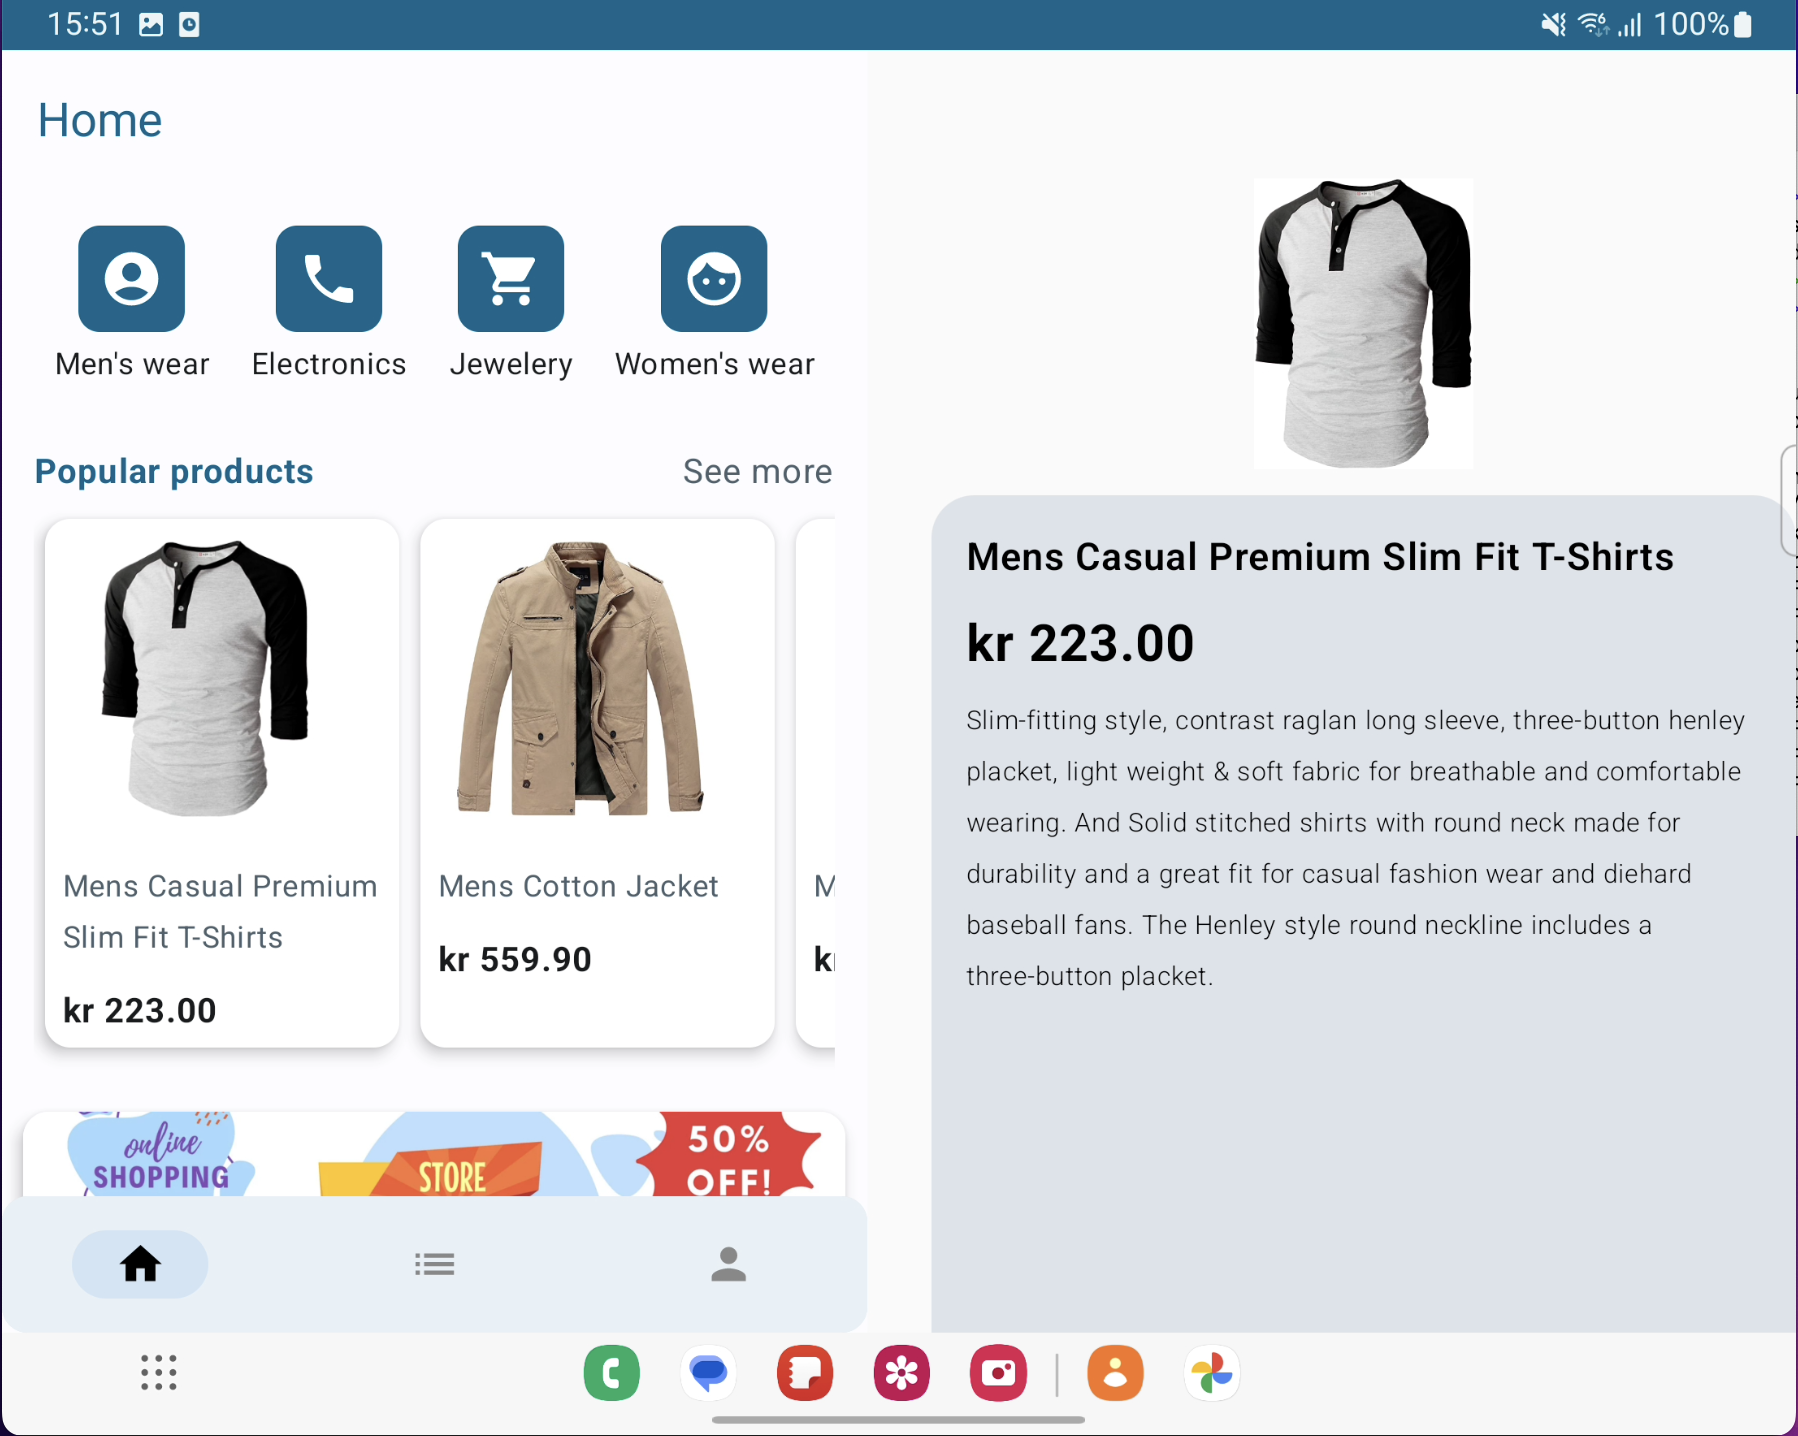 15:51
100%
Home
Men's wear
Electronics
Jewelery
Women's wear
Popular products
See more
Mens Casual Premium
Slim Fit T-Shirts
kr 223.00
Mens Cotton Jacket
kr 559.90
online
SHOPPING
STORE
50%
OFF!
Mens Casual Premium Slim Fit T-Shirts
kr 223.00
Slim-fitting style, contrast raglan long sleeve, three-button henley
placket, light weight & soft fabric for breathable and comfortable
wearing. And Solid stitched shirts with round neck made for
durability and a great fit for casual fashion wear and diehard
baseball fans. The Henley style round neckline includes a
three-button placket.